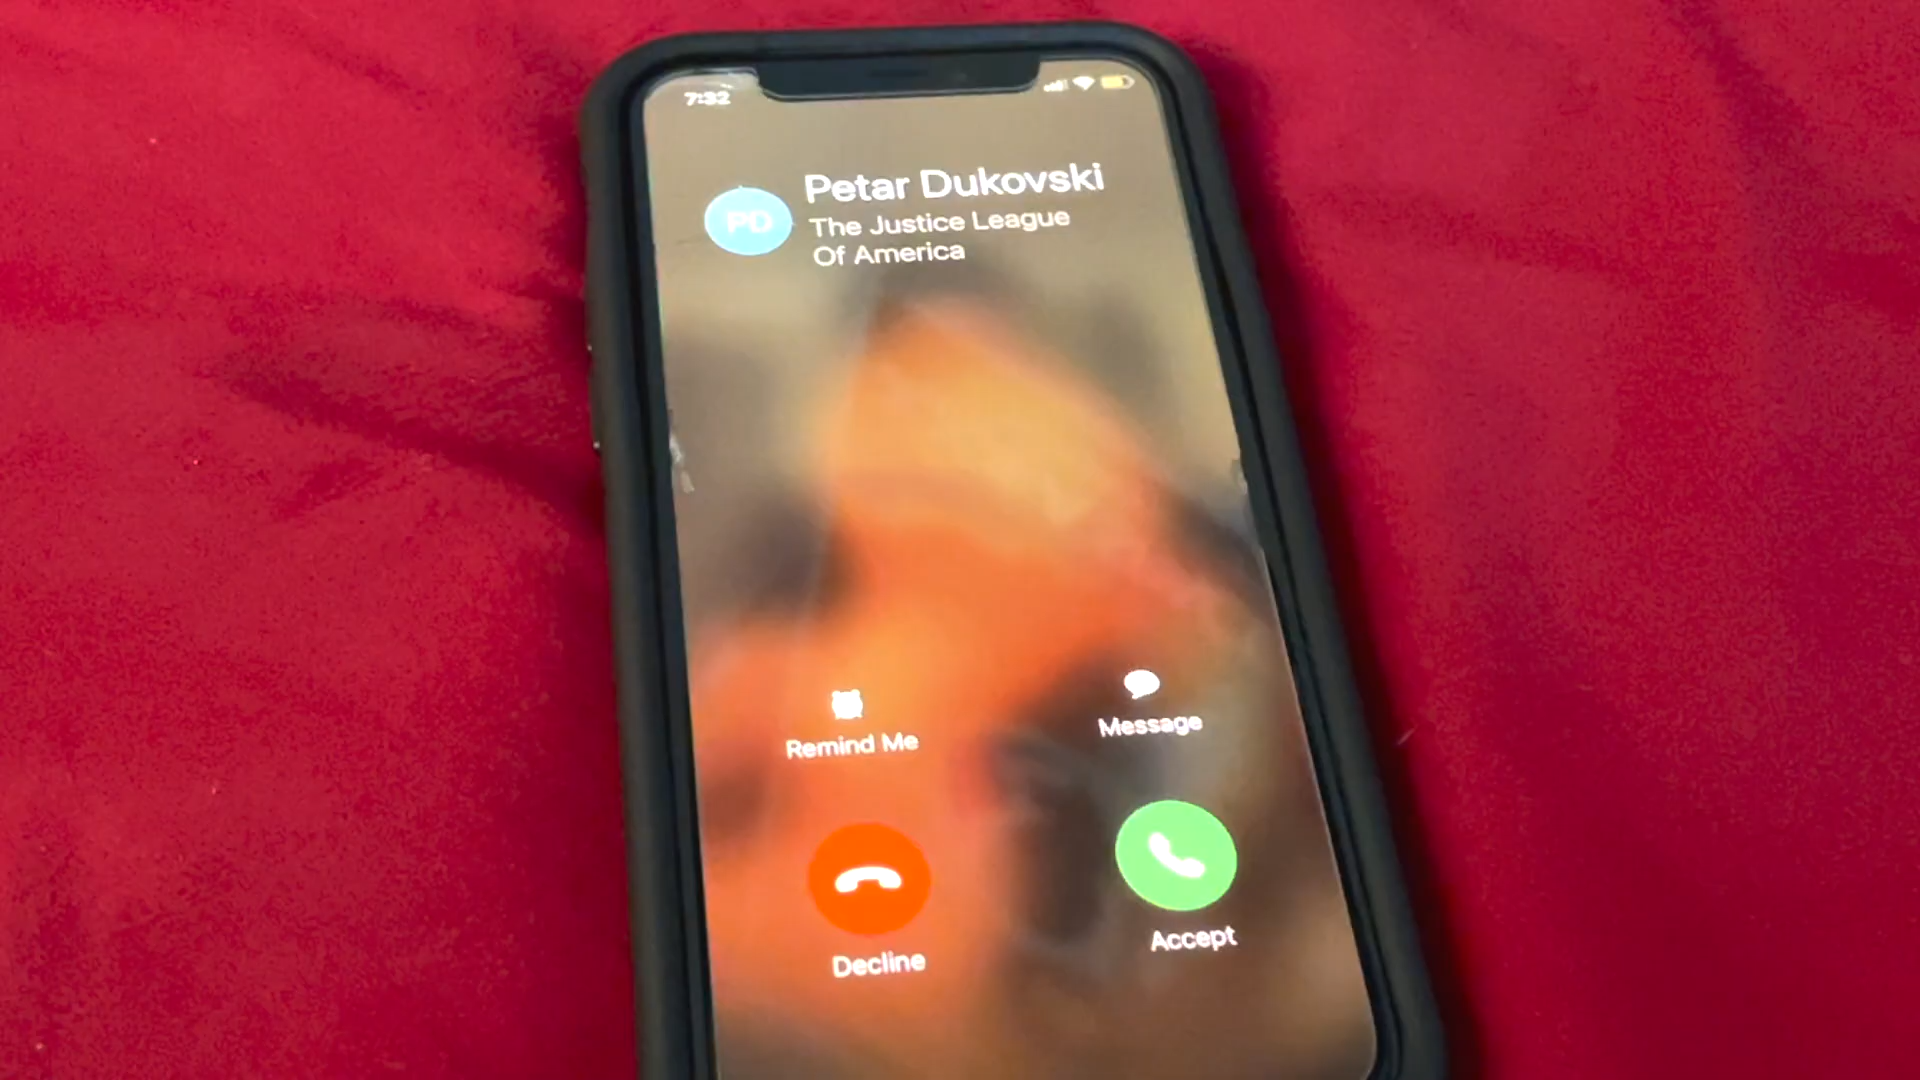 7:32
PD
Petar Dukovski
The Justice League
Of America
Remind Me
Message
Decline
Accept